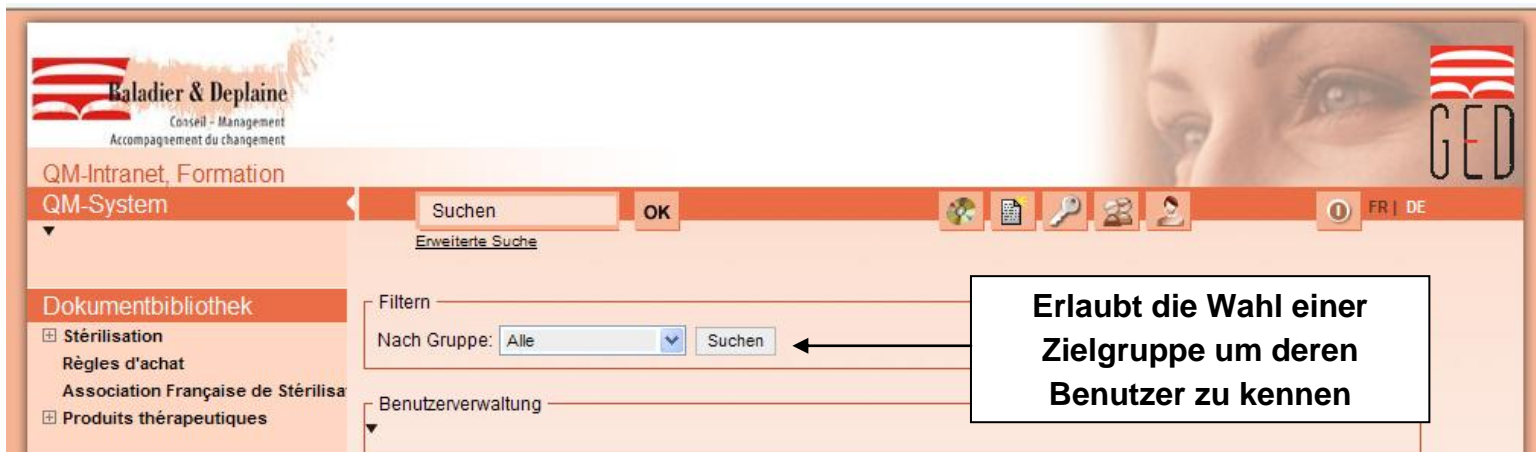 Baladier & Deplaine
Conseil - Management
Accompagnement du changement
GED
QM-Intranet, Formation
QM-System
Suchen
OK
FR | DE
Erweiterte Suche
Dokumentbibliothek
Stérilisation
Règles d'achat
Association Française de Stérilisa
Produits thérapeutiques
Filtern
Nach Gruppe: Alle Suchen
Benutzerverwaltung
Erlaubt die Wahl einer
Zielgruppe um deren
Benutzer zu kennen